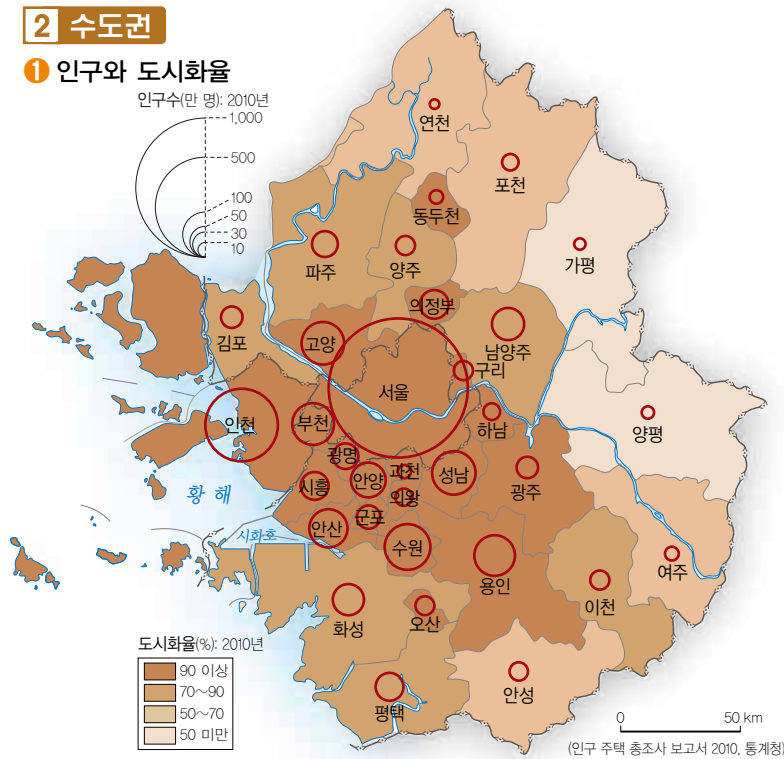 2 수도권
1 인구와 도시화율
인구수(만 명): 2010년
1,000
500
100
50
30
10
연천
포천
동두천
파주
양주
가평
의정부
김포
고양
남양주
구리
서울
인천
부천
하남
양평
광명
과천
성남
시흥
안양
의왕
광주
황해
군포
안산
시화호
수원
용인
여주
이천
화성
오산
도시화율(%): 2010년
90 이상
70~90
50~70
50 미만
안성
평택
0 50 km
(인구 주택 총조사 보고서 2010, 통계청)